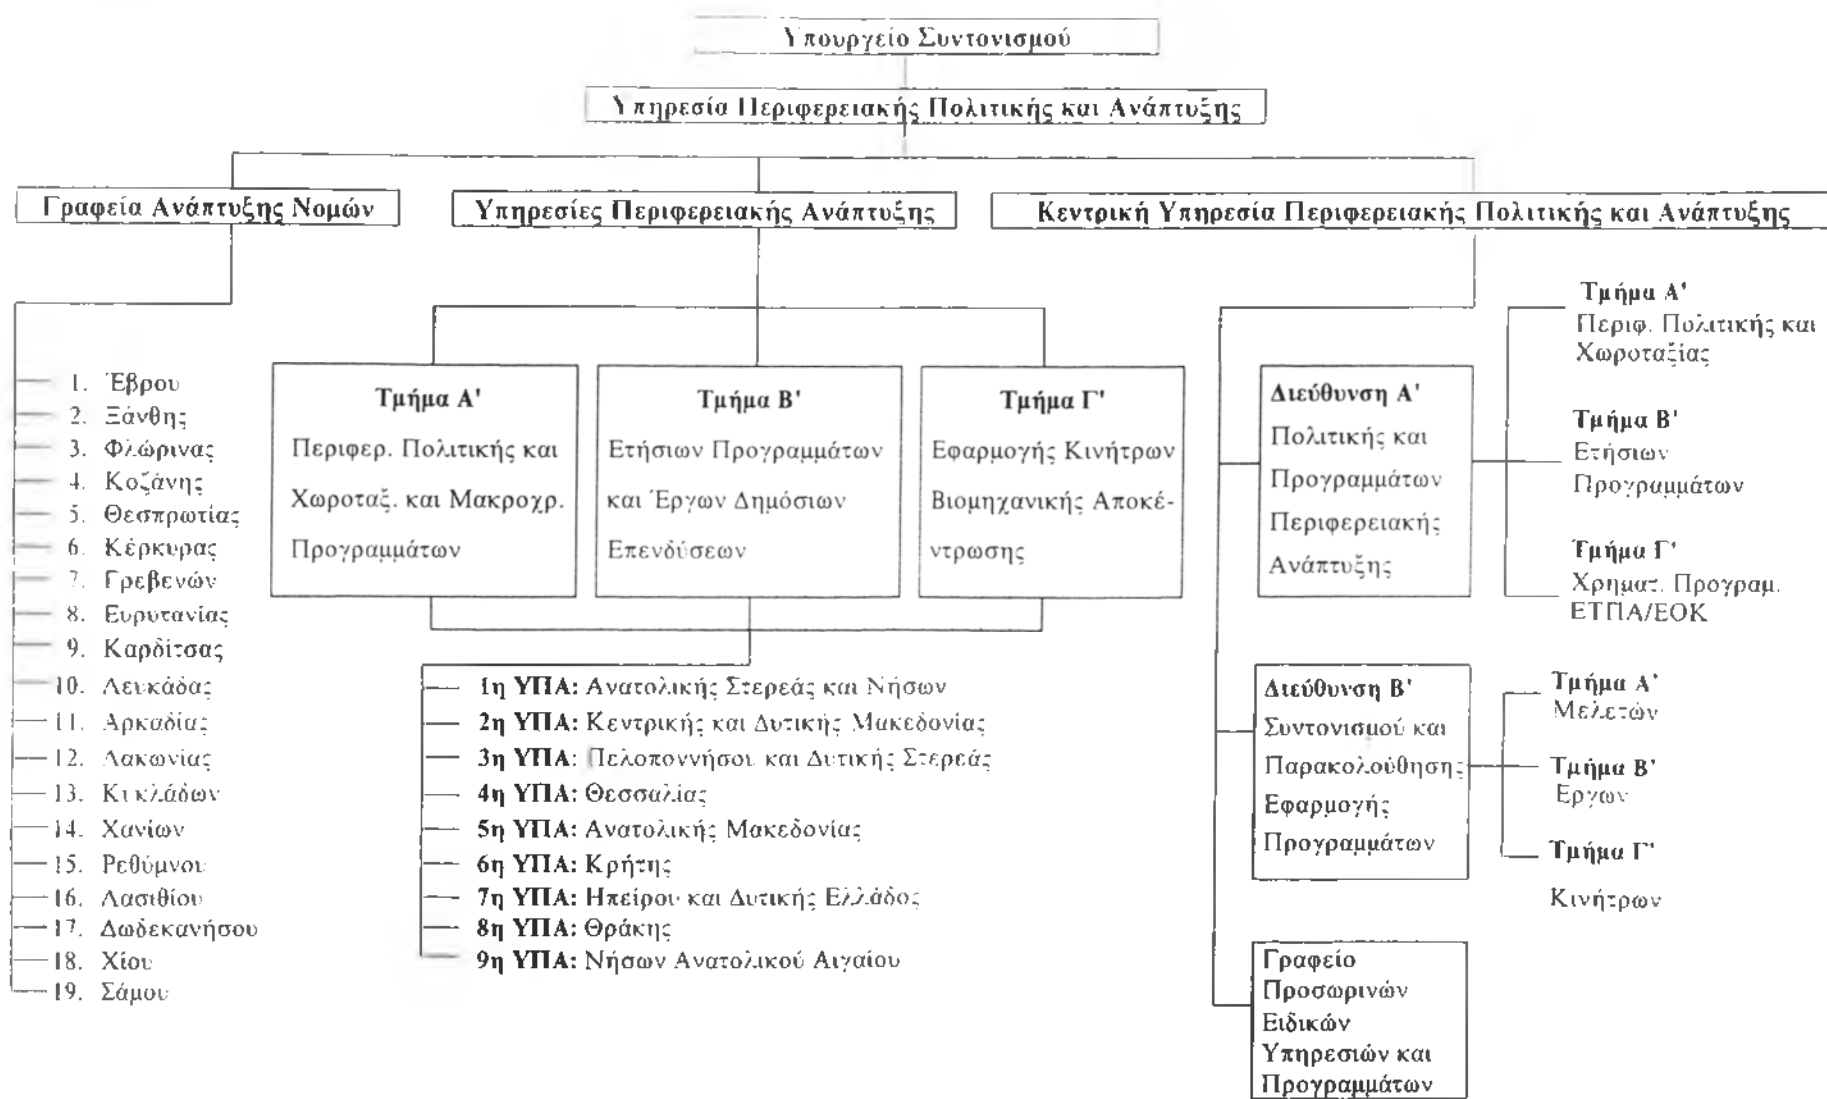 Υπουργείο Συντονισμού
Υπηρεσία Περιφερειακής Πολιτικής και Ανάπτυξης
Γραφεία Ανάπτυξης Νομών
Υπηρεσίες Περιφερειακής Ανάπτυξης
Κεντρική Υπηρεσία Περιφερειακής Πολιτικής και Ανάπτυξης
1. Έβρου
2. Ξάνθης
3. Φλώρινας
4. Κοζάνης
5. Θεσπρωτίας
6. Κέρκυρας
7. Γρεβενών
8. Ευρυτανίας
9. Καρδίτσας
10. Λευκάδας
11. Αρκαδίας
12. Λακωνίας
13. Κυκλάδων
14. Χανίων
15. Ρεθύμνου
16. Λασιθίου
17. Δωδεκανήσου
18. Χίου
19. Σάμου
Τμήμα Α'
Περιφερ. Πολιτικής και
Χωροταξ. και Μακροχρ.
Προγραμμάτων
Τμήμα Β'
Ετήσιων Προγραμμάτων
και Έργων Δημόσιων
Επενδύσεων
Τμήμα Γ'
Εφαρμογής Κινήτρων
Βιομηχανικής Αποκέ-
ντρωσης
1η ΥΠΑ: Ανατολικής Στερεάς και Νήσων
2η ΥΠΑ: Κεντρικής και Δυτικής Μακεδονίας
3η ΥΠΑ: Πελοποννήσου και Δυτικής Στερεάς
4η ΥΠΑ: Θεσσαλίας
5η ΥΠΑ: Ανατολικής Μακεδονίας
6η ΥΠΑ: Κρήτης
7η ΥΠΑ: Ηπείρου και Δυτικής Ελλάδος
8η ΥΠΑ: Θράκης
9η ΥΠΑ: Νήσων Ανατολικού Αιγαίου
Διεύθυνση Α'
Πολιτικής και
Προγραμμάτων
Περιφερειακής
Ανάπτυξης
Τμήμα Α'
Περιφ. Πολιτικής και
Χωροταξίας
Τμήμα Β'
Ετήσιων
Προγραμμάτων
Τμήμα Γ'
Χρηματ. Προγραμ.
ΕΤΠΑ/ΕΟΚ
Διεύθυνση Β'
Συντονισμού και
Παρακολούθησης
Εφαρμογής
Προγραμμάτων
Τμήμα Α'
Μελετών
Τμήμα Β'
Εργων
Τμήμα Γ'
Κινήτρων
Γραφείο
Προσωρινών
Ειδικών
Υπηρεσιών και
Προγραμμάτων